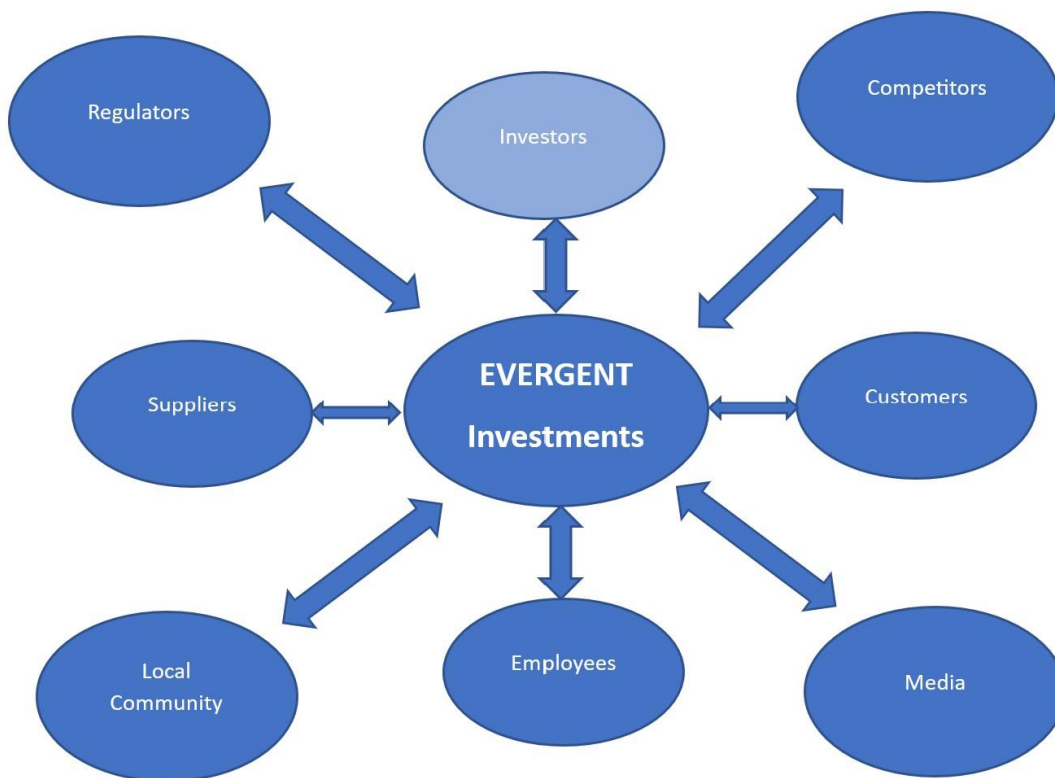 Regulators
Investors
Competitors
EVERGENT
Investments
Suppliers
Customers
Local
Community
Employees
Media